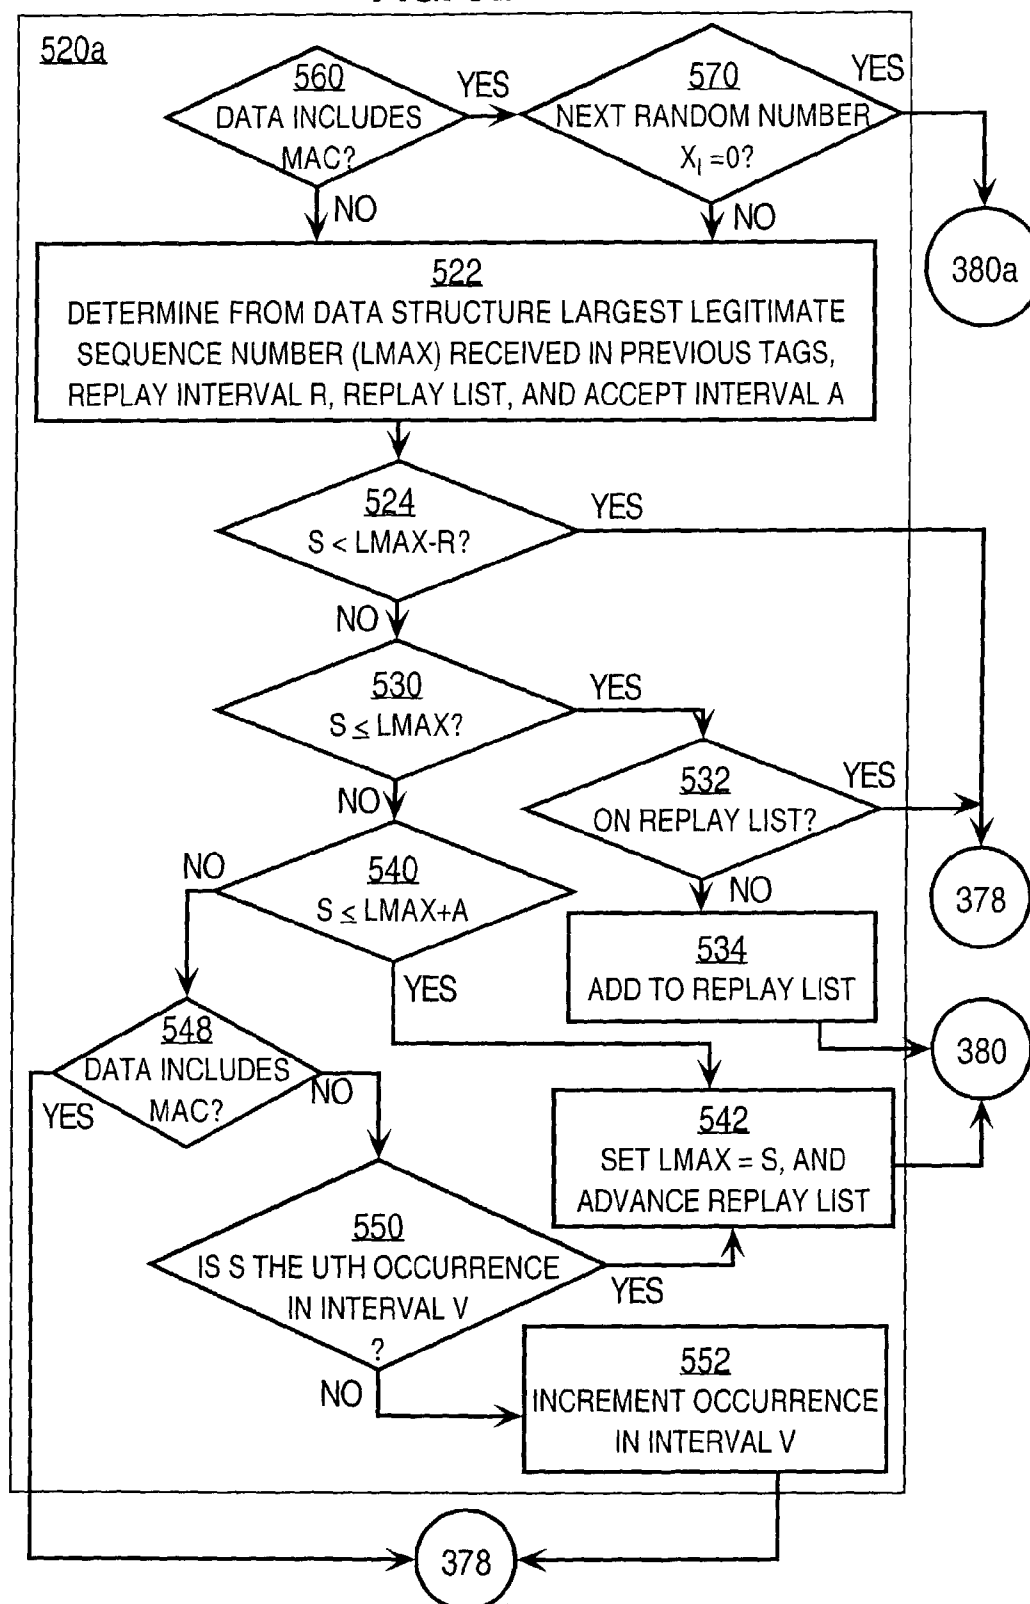 520a
560
DATA INCLUDES
MAC?
YES
570
NEXT RANDOM NUMBER
X_I =0?
YES
NO
NO
380a
522
DETERMINE FROM DATA STRUCTURE LARGEST LEGITIMATE
SEQUENCE NUMBER (LMAX) RECEIVED IN PREVIOUS TAGS,
REPLAY INTERVAL R, REPLAY LIST, AND ACCEPT INTERVAL A
524
S < LMAX-R?
YES
NO
530
S ≤ LMAX?
YES
NO
532
ON REPLAY LIST?
YES
NO
378
540
S ≤ LMAX+A
NO
YES
534
ADD TO REPLAY LIST
380
548
DATA INCLUDES
MAC?
YES
NO
542
SET LMAX = S, AND
ADVANCE REPLAY LIST
550
IS S THE UTH OCCURRENCE
IN INTERVAL V
?
YES
NO
552
INCREMENT OCCURRENCE
IN INTERVAL V
378